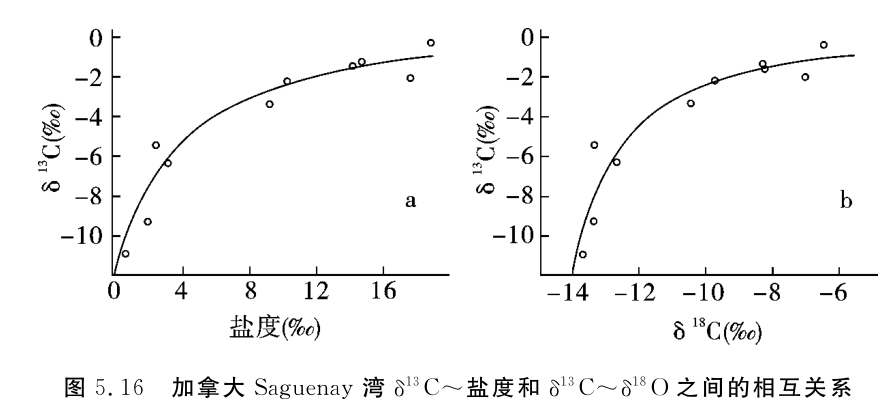 0
−2
−4
−6
−8
−10
δ ¹³C(‰)
a
0 4 8 12 16
盐度(‰)
0
−2
−4
−6
−8
−10
δ ¹³C(‰)
b
−14 −12 −10 −8 −6
δ ¹⁸C(‰)
图 5.16 加拿大 Saguenay 湾 δ¹³C～盐度和 δ¹³C～δ¹⁸O 之间的相互关系